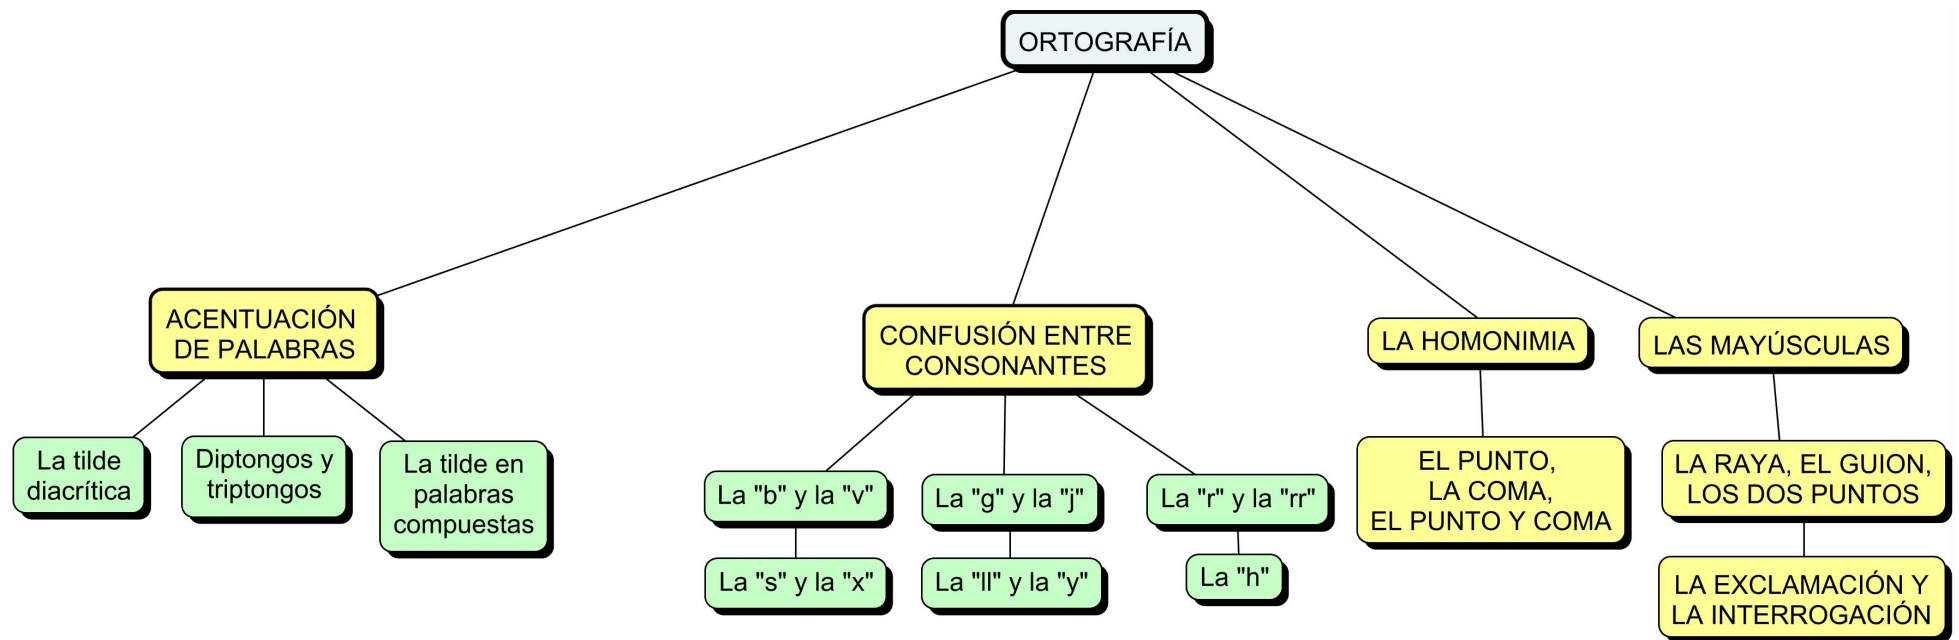 ORTOGRAFÍA
ACENTUACIÓN
DE PALABRAS
La tilde
diacrítica
Diptongos y
triptongos
La tilde en
palabras
compuestas
CONFUSIÓN ENTRE
CONSONANTES
La "b" y la "v"
La "g" y la "j"
La "r" y la "rr"
La "s" y la "x"
La "ll" y la "y"
La "h"
LA HOMONIMIA
EL PUNTO,
LA COMA,
EL PUNTO Y COMA
LAS MAYÚSCULAS
LA RAYA, EL GUION,
LOS DOS PUNTOS
LA EXCLAMACIÓN Y
LA INTERROGACIÓN